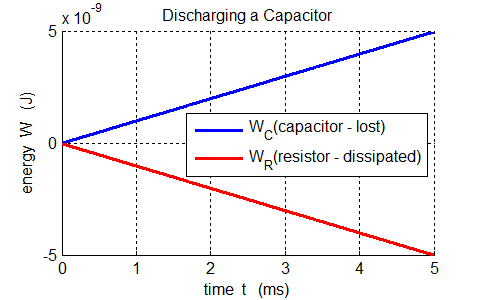 x 10^-9
Discharging a Capacitor
5
0
-5
energy W (J)
W_C(capacitor - lost)
W_R(resistor - dissipated)
0 1 2 3 4 5
time t (ms)